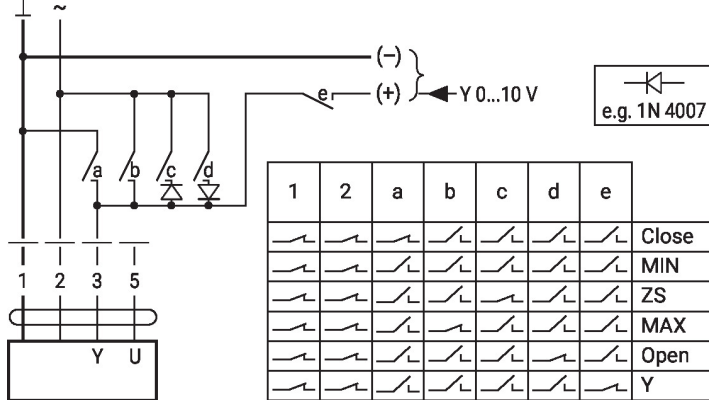 ~
(–)
e (+) Y 0...10 V
e.g. 1N 4007
a b c d
1 2 a b c d e
Close
MIN
ZS
MAX
Open
Y
1 2 3 5
Y U